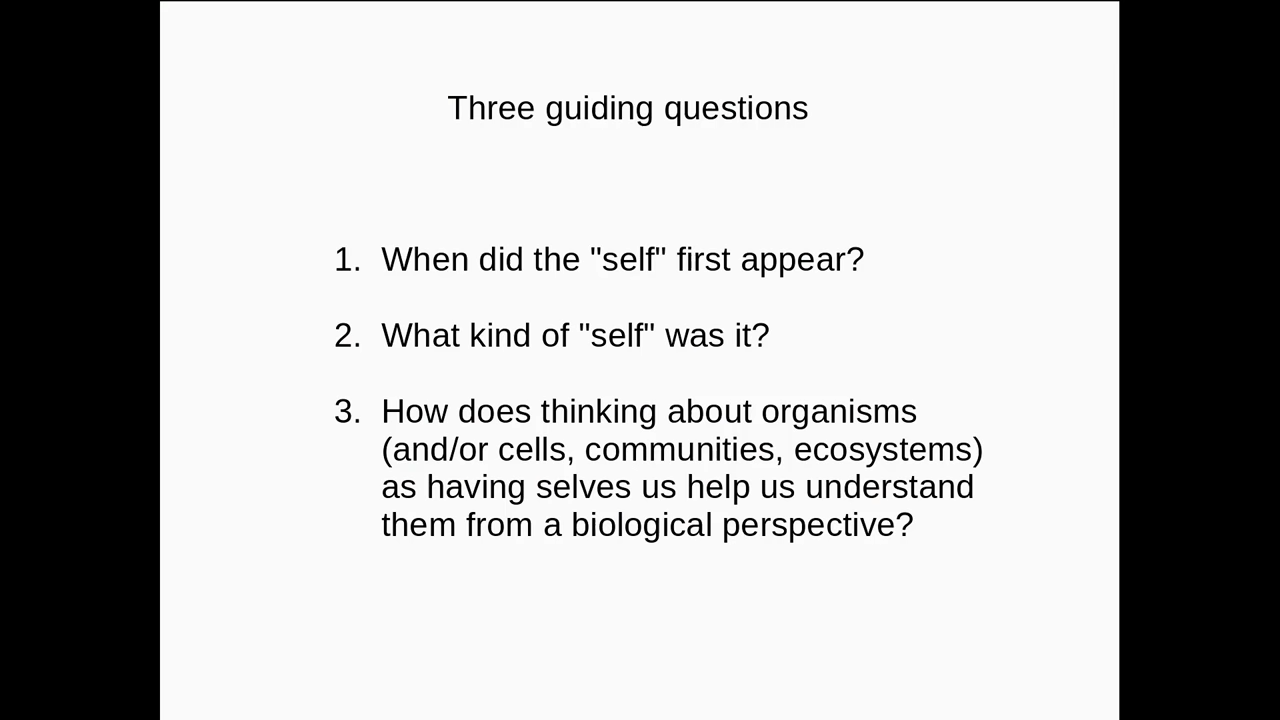 Three guiding questions
1. When did the "self" first appear?
2. What kind of "self" was it?
3. How does thinking about organisms
(and/or cells, communities, ecosystems)
as having selves us help us understand
them from a biological perspective?